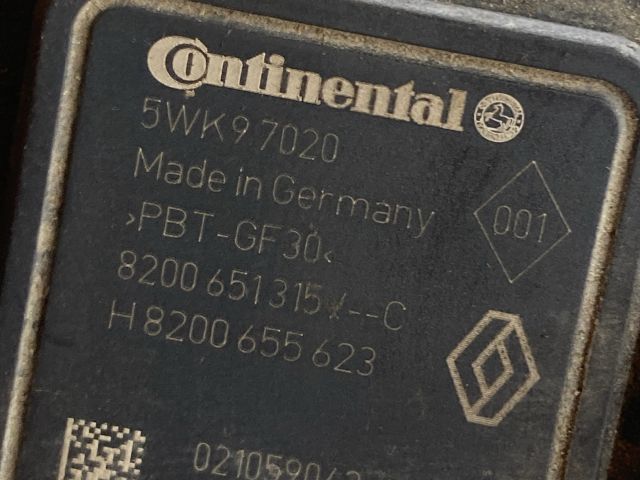 Continental
5WK9 7020
Made in Germany
001
>PBT-GF30<
8200 651 315 --C
H 8200 655 623